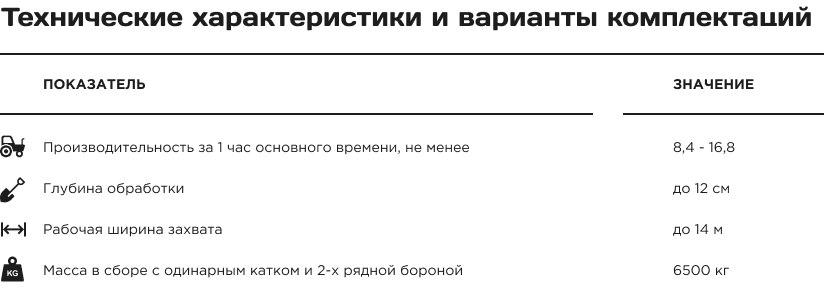 Технические характеристики и варианты комплектаций
ПОКАЗАТЕЛЬ ЗНАЧЕНИЕ
Производительность за 1 час основного времени, не менее 8,4 - 16,8
Глубина обработки до 12 см
Рабочая ширина захвата до 14 м
KG Масса в сборе с одинарным катком и 2-х рядной бороной 6500 кг